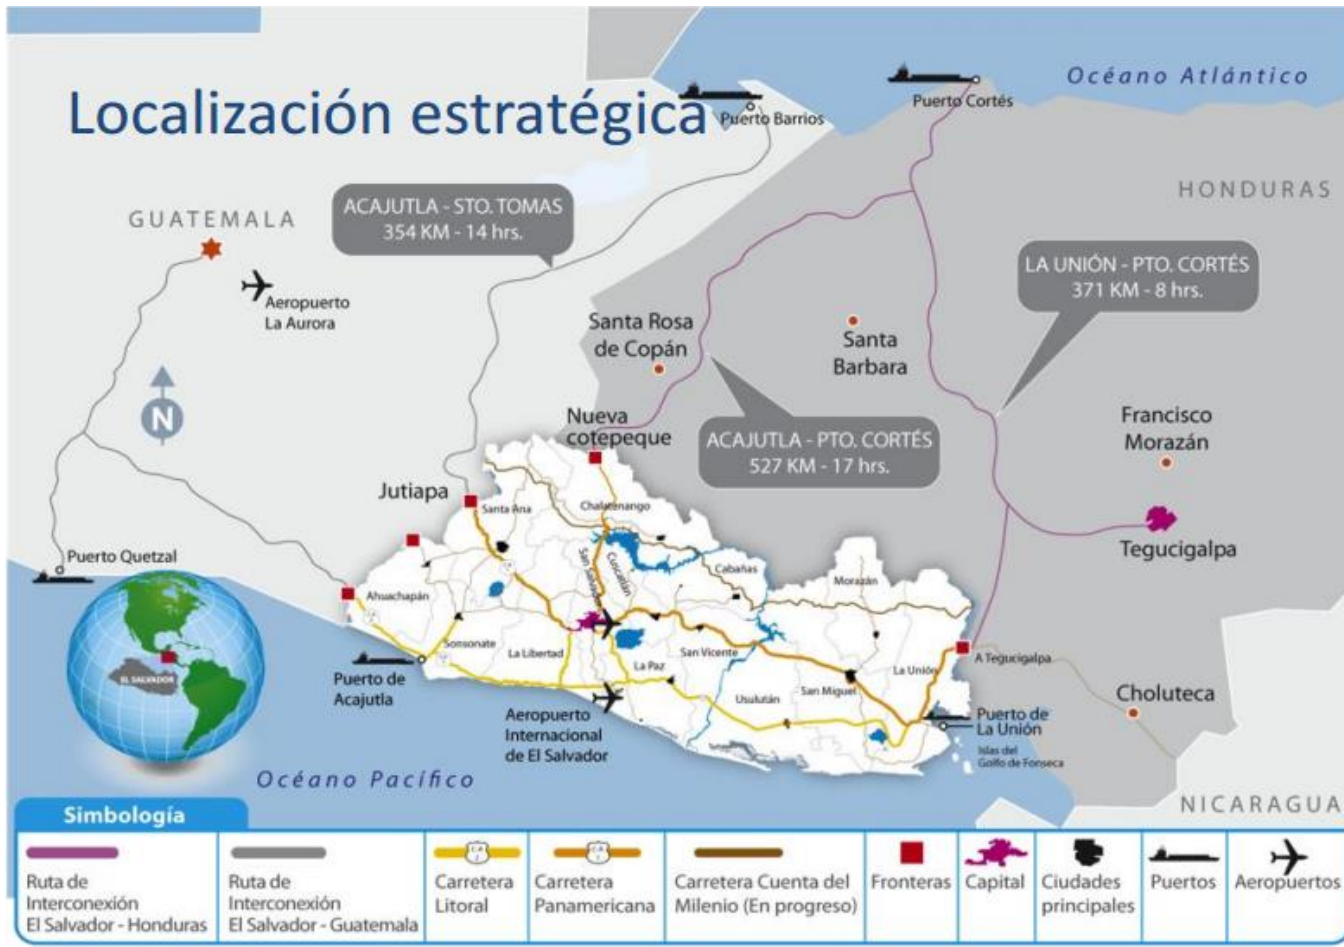 Localización estratégica
Océano Atlántico
Puerto Cortés
Puerto Barrios
HONDURAS
GUATEMALA
ACAJUTLA - STO. TOMAS
354 KM - 14 hrs.
LA UNIÓN - PTO. CORTÉS
371 KM - 8 hrs.
Aeropuerto
La Aurora
Santa Rosa
de Copán
Santa
Barbara
N
Nueva
cotepeque
ACAJUTLA - PTO. CORTÉS
527 KM - 17 hrs.
Francisco
Morazán
Jutiapa
Santa Ana
Chalatenango
Tegucigalpa
Puerto Quetzal
San Salvador
Cuscatlán
Cabañas
Morazán
Ahuachapán
Sonsonate
La Libertad
La Paz
San Vicente
La Unión
A Tegucigalpa
EL SALVADOR
Puerto de
Acajutla
Usulután
San Miguel
Choluteca
Aeropuerto
Internacional
de El Salvador
Puerto de
La Unión
Islas del
Golfo de Fonseca
Océano Pacífico
NICARAGUA
Simbología
Ruta de
Interconexión
El Salvador - Honduras
Ruta de
Interconexión
El Salvador - Guatemala
Carretera
Litoral
Carretera
Panamericana
Carretera Cuenta del
Milenio (En progreso)
Fronteras
Capital
Ciudades
principales
Puertos
Aeropuertos